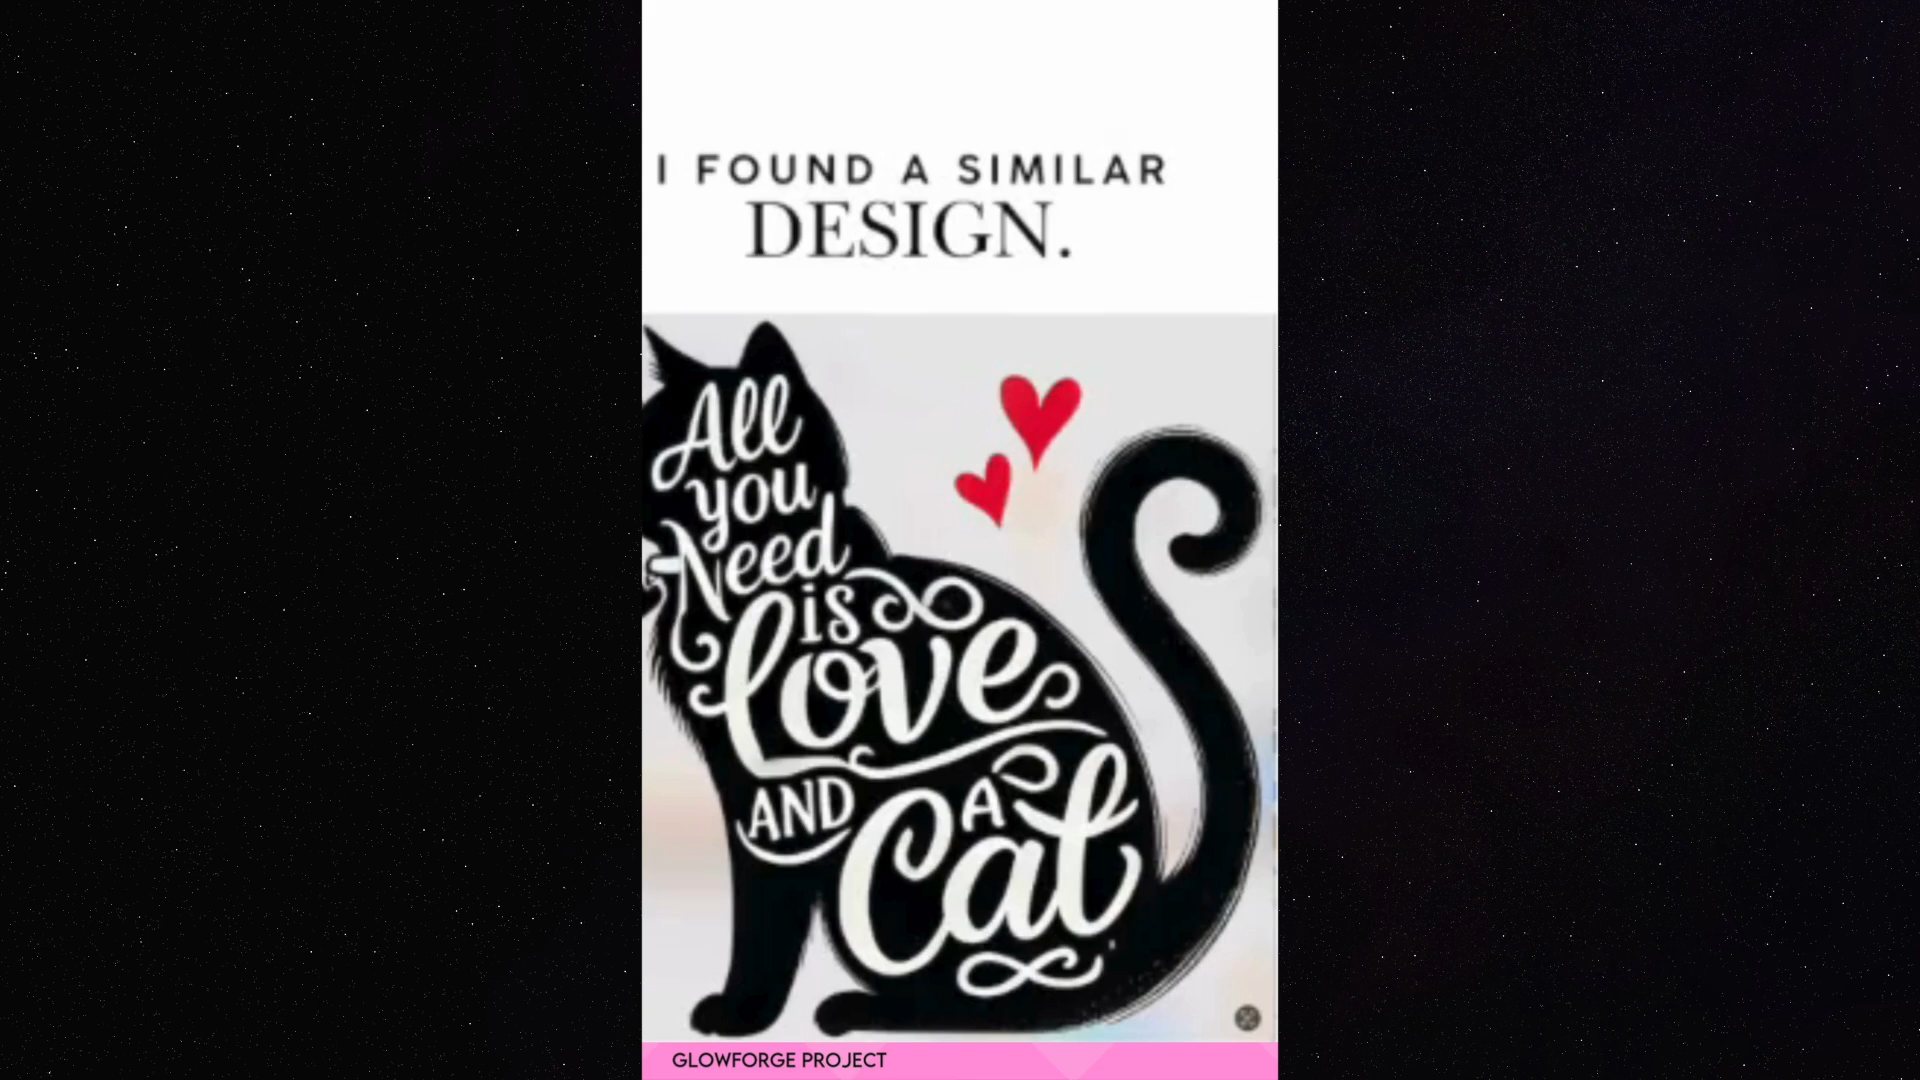 I FOUND A SIMILAR
DESIGN.
All
you
Need
is
love
AND A
Cat
GLOWFORGE PROJECT